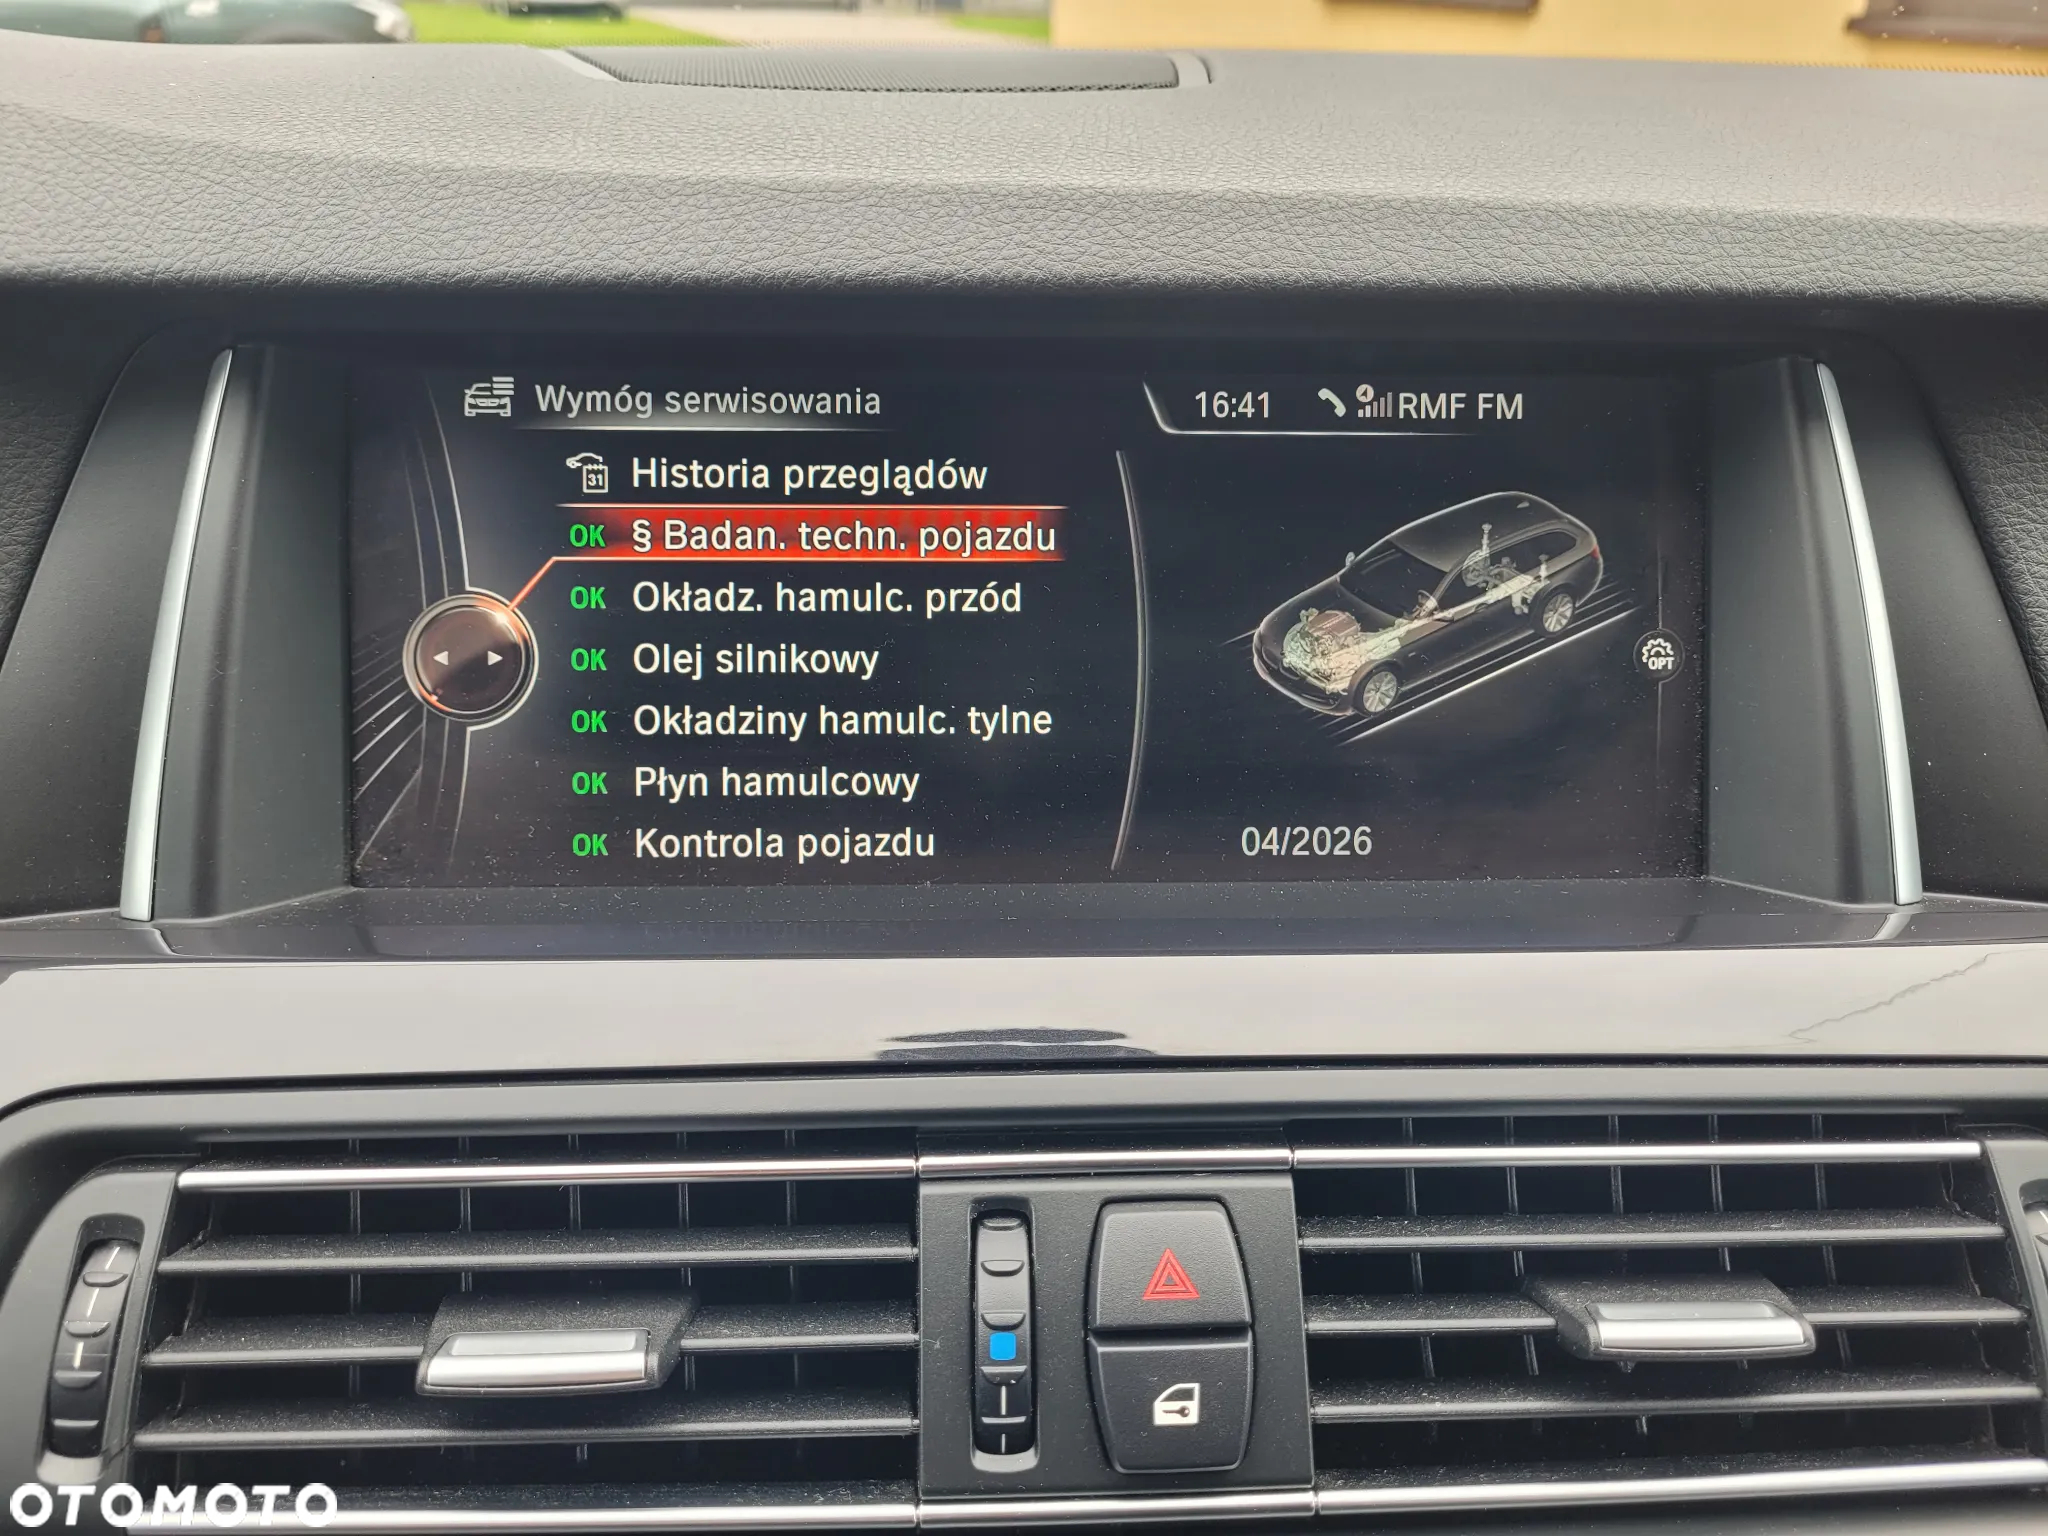 Wymóg serwisowania
16:41
RMF FM
31
Historia przeglądów
OK § Badan. techn. pojazdu
OK Okładz. hamulc. przód
OK Olej silnikowy
OK Okładziny hamulc. tylne
OK Płyn hamulcowy
OK Kontrola pojazdu
OPT
04/2026
OTOMOTO